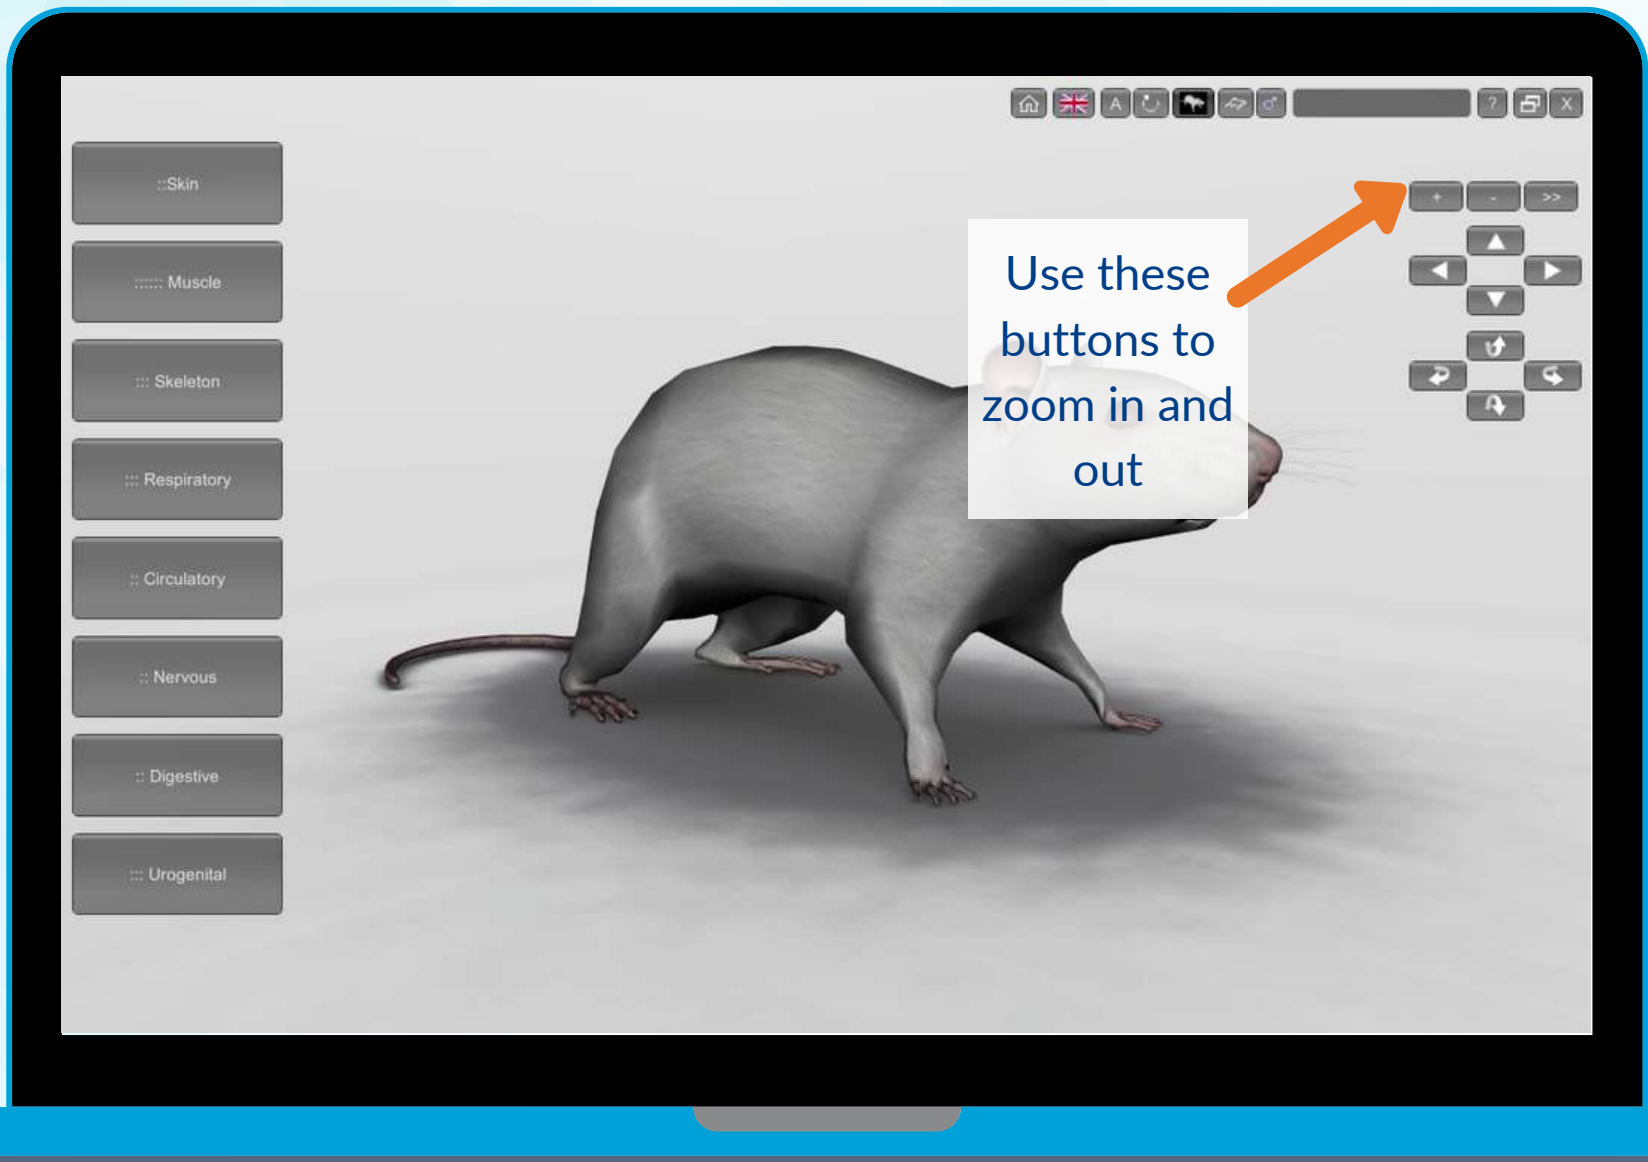 A
?
X
::Skin
+ - >>
:::::: Muscle
Use these
buttons to
zoom in and
out
::: Skeleton
::: Respiratory
:: Circulatory
:: Nervous
:: Digestive
::: Urogenital